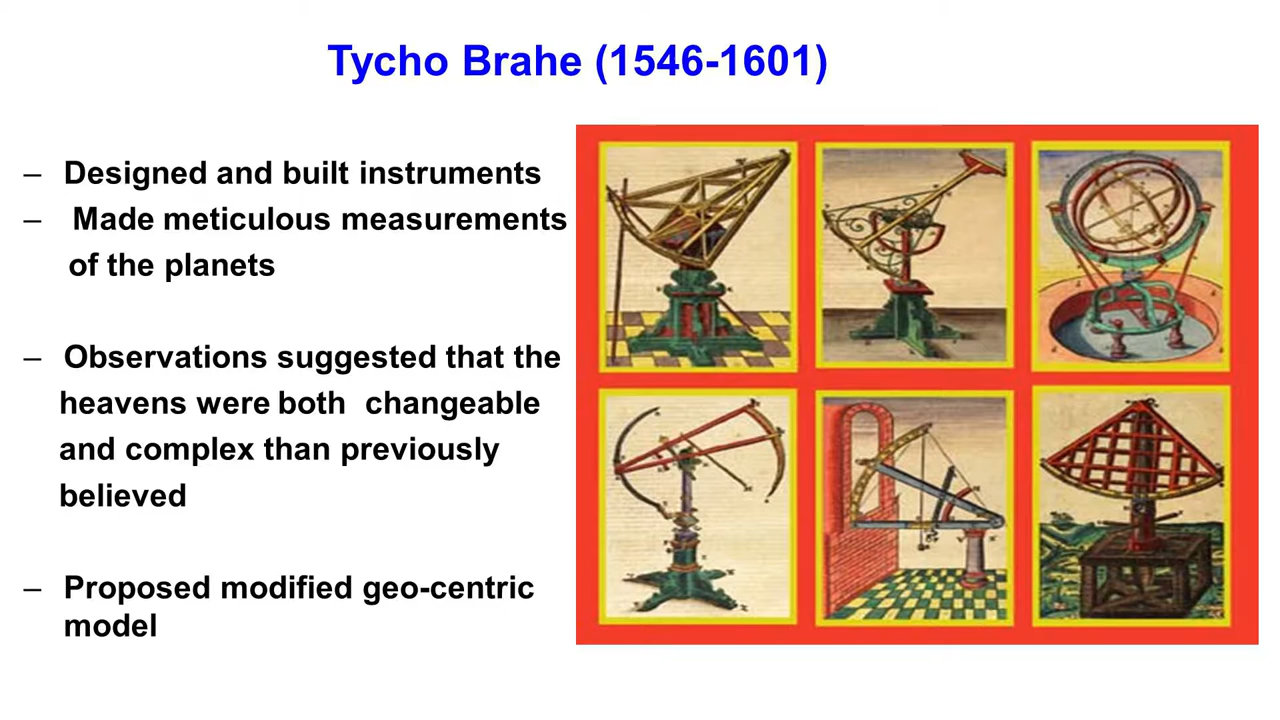 Tycho Brahe (1546-1601)
– Designed and built instruments
– Made meticulous measurements
of the planets
– Observations suggested that the
heavens were both changeable
and complex than previously
believed
– Proposed modified geo-centric
model